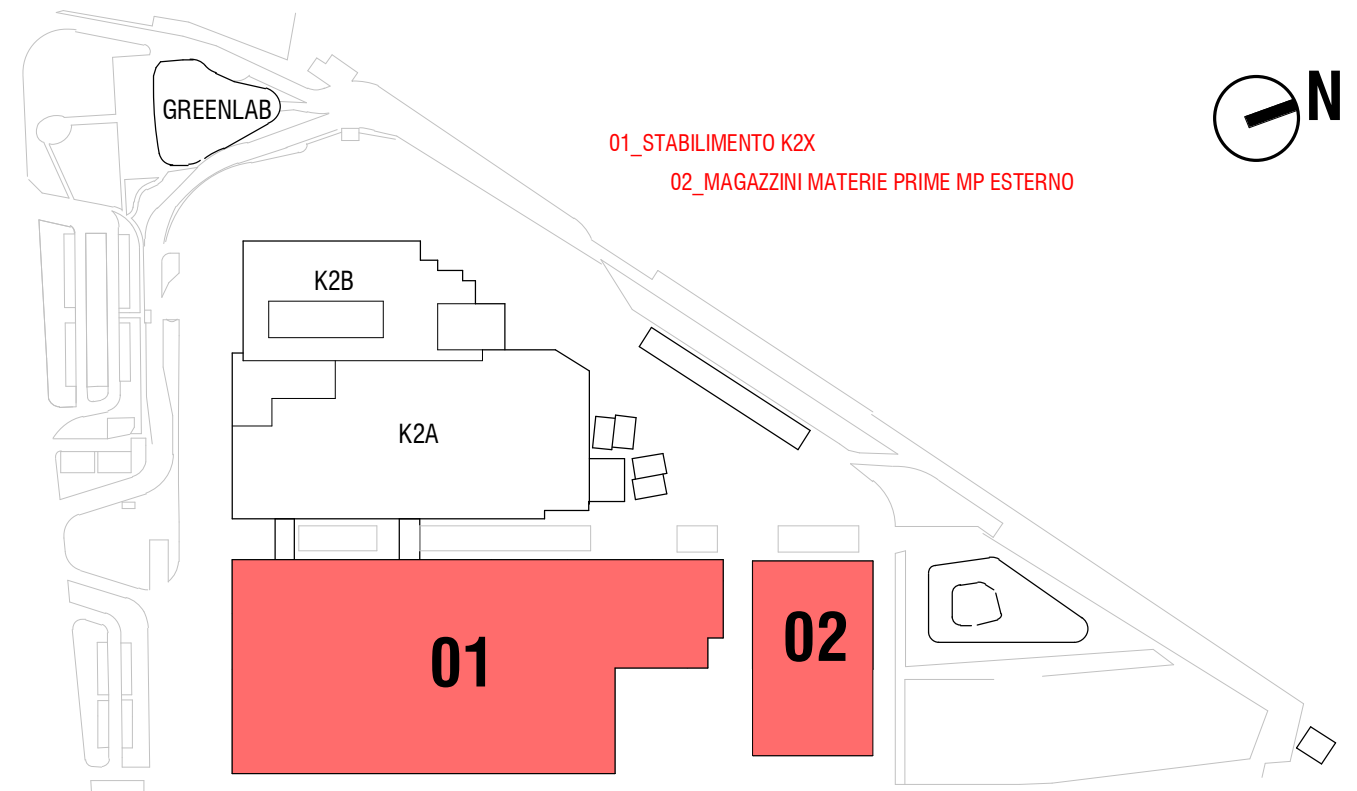 N
GREENLAB
01_STABILIMENTO K2X
02_MAGAZZINI MATERIE PRIME MP ESTERNO
K2B
K2A
01
02